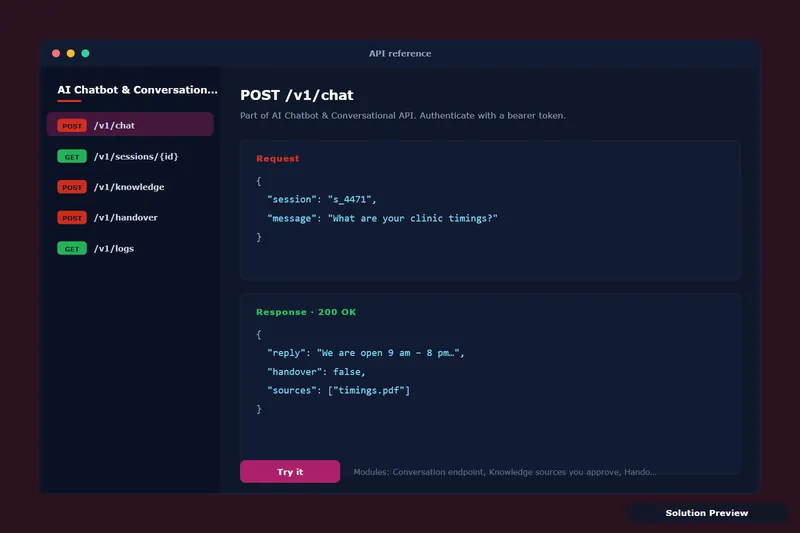 API reference
AI Chatbot & Conversation...
POST /v1/chat
GET /v1/sessions/{id}
POST /v1/knowledge
POST /v1/handover
GET /v1/logs
POST /v1/chat
Part of AI Chatbot & Conversational API. Authenticate with a bearer token.
Request
{
"session": "s_4471",
"message": "What are your clinic timings?"
}
Response · 200 OK
{
"reply": "We are open 9 am – 8 pm…",
"handover": false,
"sources": ["timings.pdf"]
}
Try it
Modules: Conversation endpoint, Knowledge sources you approve, Hando...
Solution Preview